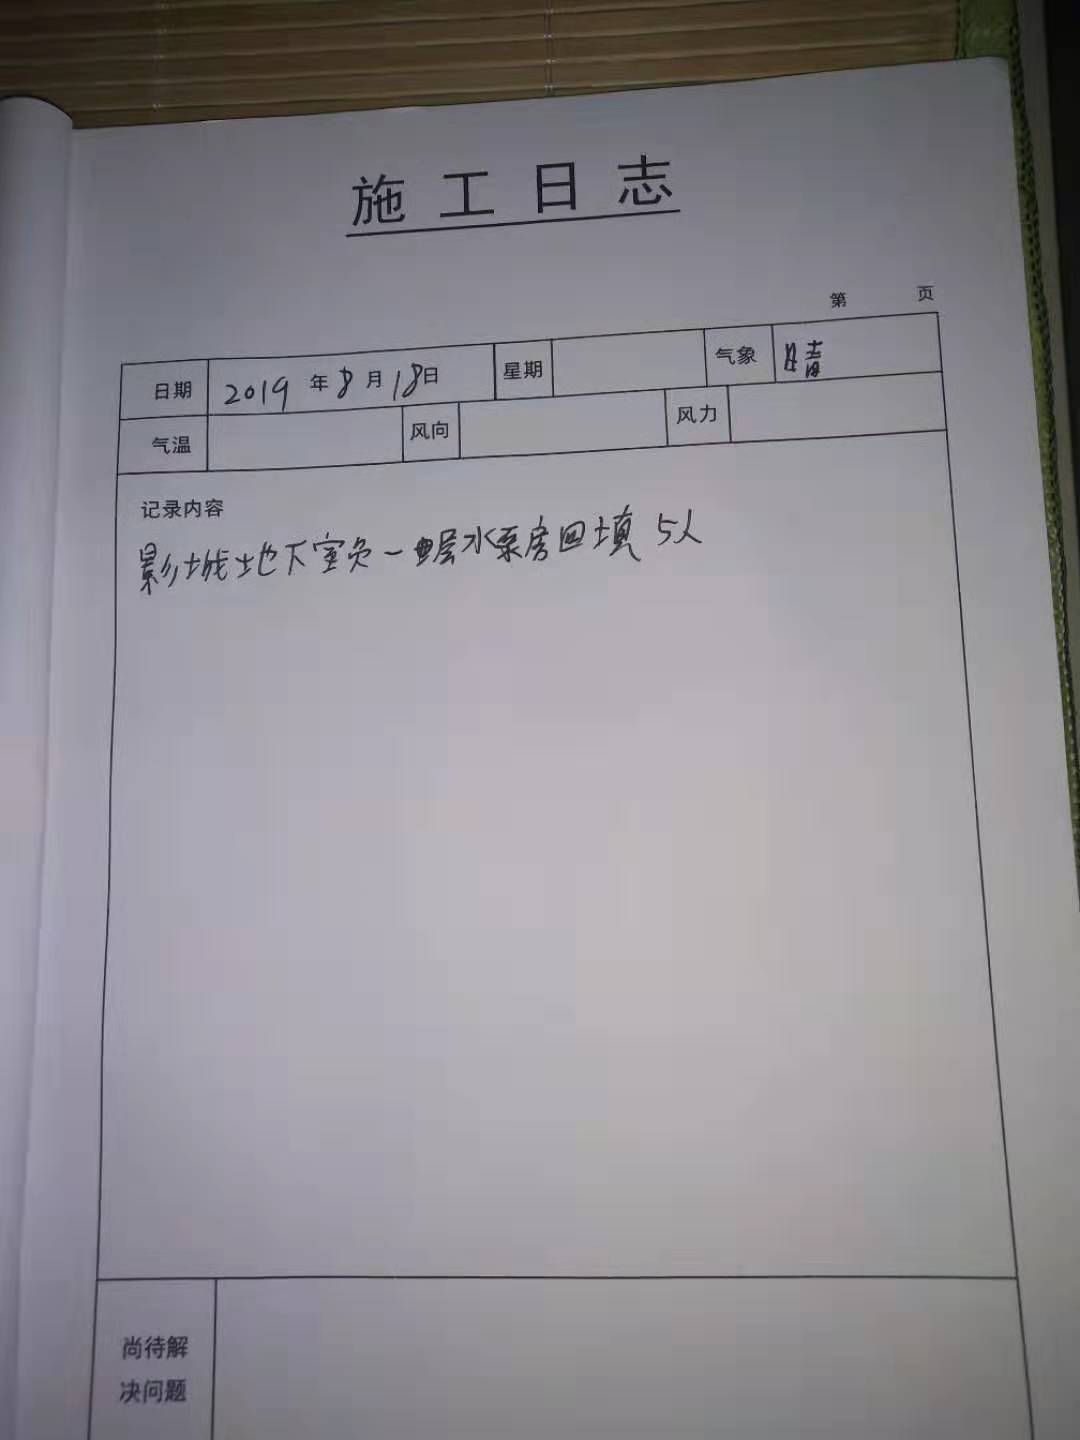 施工日志
第 页
日期 2019 年 8 月 18日 星期 气象 晴
气温 风向 风力
记录内容
影城地下室负一层水泵房回填 5人
尚待解
决问题